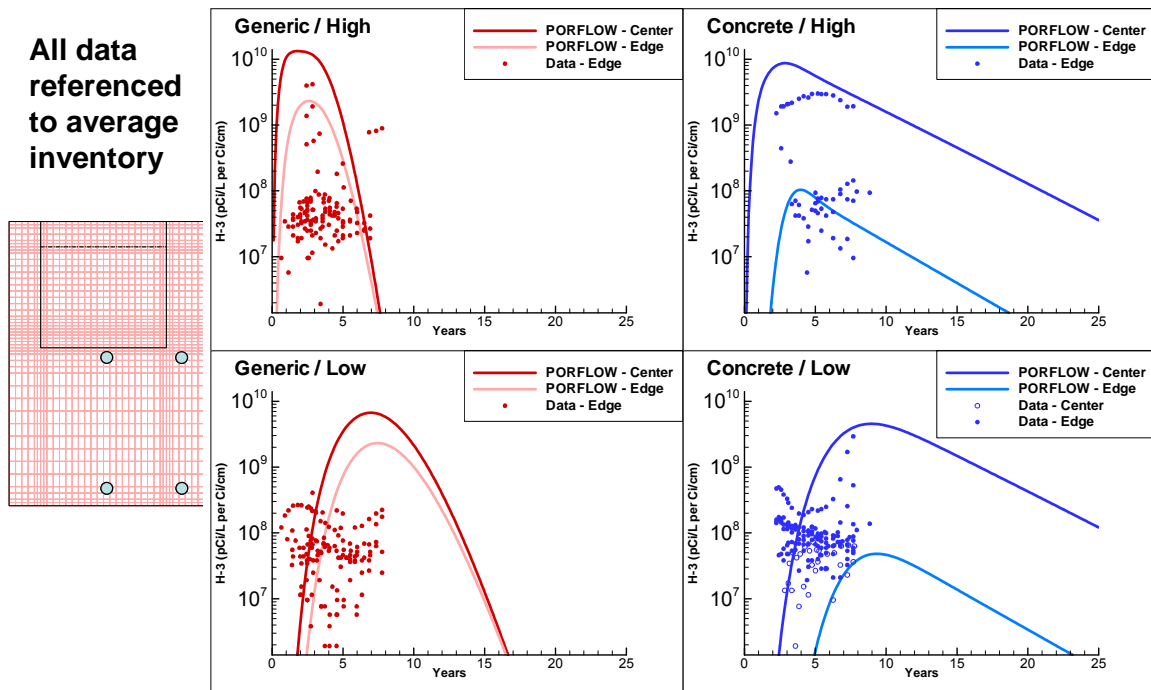 All data
referenced
to average
inventory
Generic / High
PORFLOW - Center
PORFLOW - Edge
Data - Edge
H-3 (pCi/L per Ci/cm)
10^10
10^9
10^8
10^7
0 5 10 15 20 25
Years
Concrete / High
PORFLOW - Center
PORFLOW - Edge
Data - Edge
H-3 (pCi/L per Ci/cm)
10^10
10^9
10^8
10^7
0 5 10 15 20 25
Years
Generic / Low
PORFLOW - Center
PORFLOW - Edge
Data - Edge
H-3 (pCi/L per Ci/cm)
10^10
10^9
10^8
10^7
0 5 10 15 20 25
Years
Concrete / Low
PORFLOW - Center
PORFLOW - Edge
Data - Center
Data - Edge
H-3 (pCi/L per Ci/cm)
10^10
10^9
10^8
10^7
0 5 10 15 20 25
Years